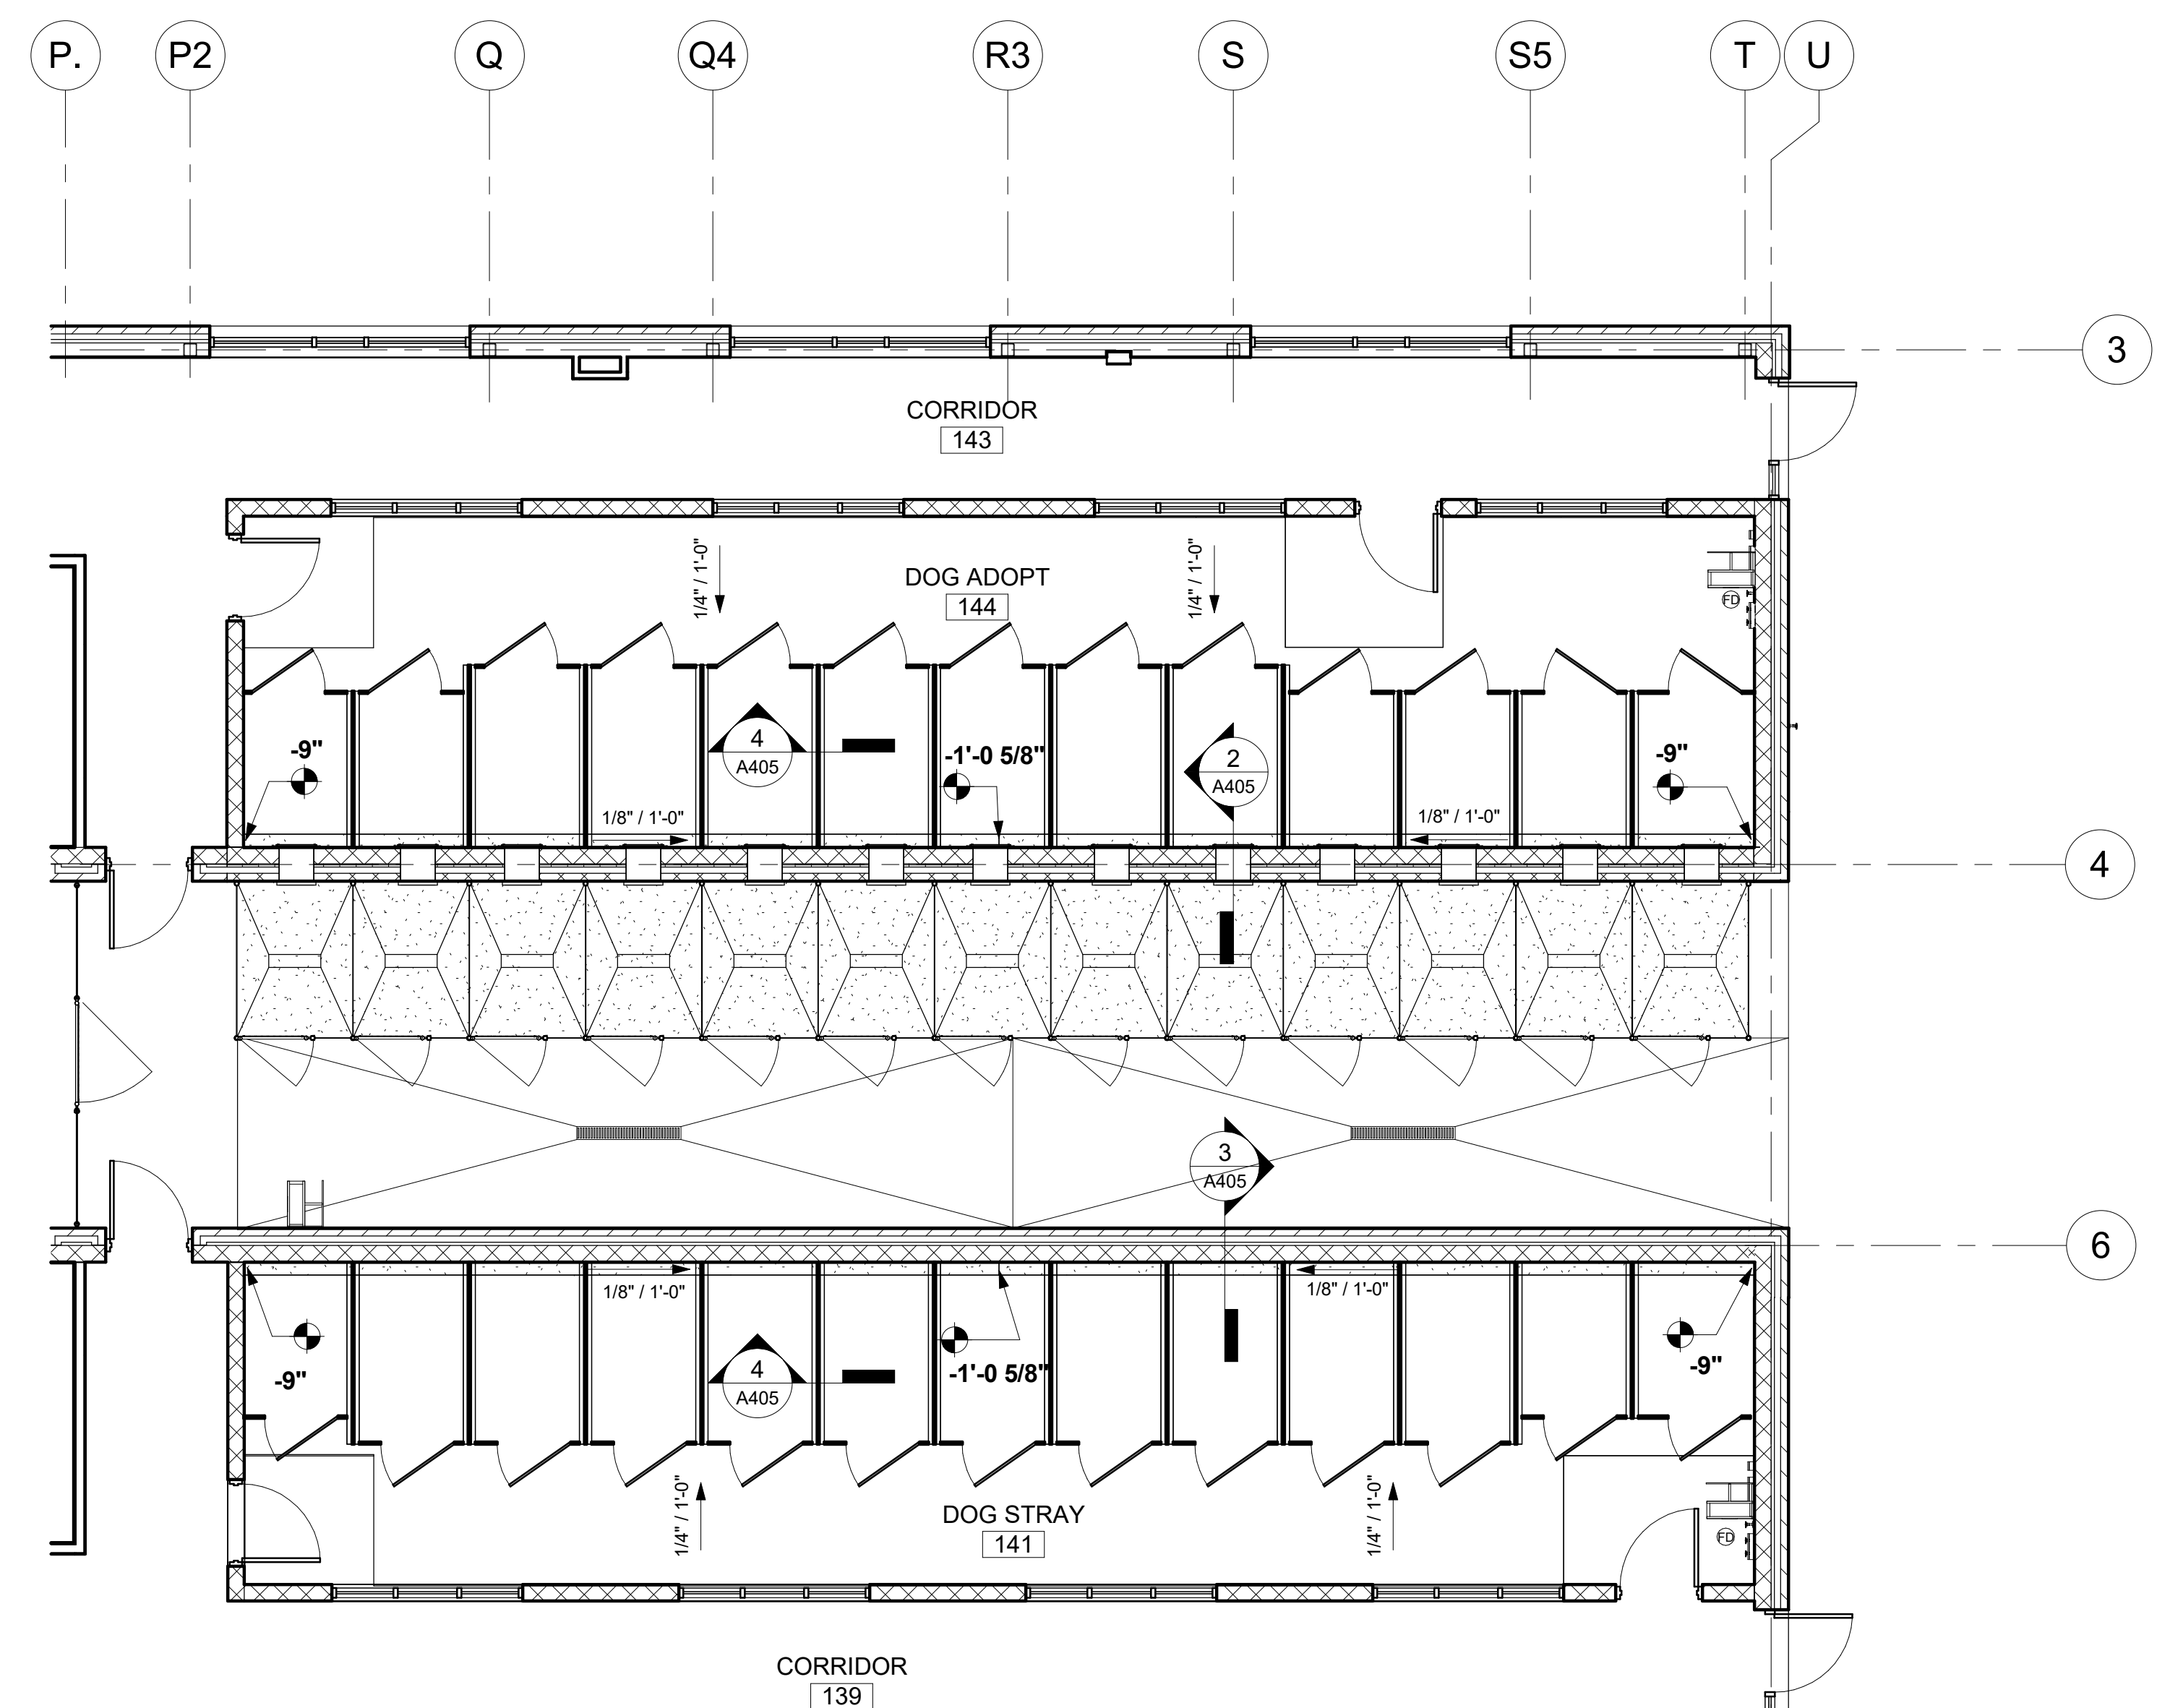 P. P2 Q Q4 R3 S S5 T U
3
CORRIDOR
143
1/4" / 1'-0"
1/4" / 1'-0"
DOG ADOPT
144
FD
4
A405
2
A405
-9"
-1'-0 5/8"
-9"
1/8" / 1'-0"
1/8" / 1'-0"
4
3
A405
6
1/8" / 1'-0"
1/8" / 1'-0"
-9"
4
A405
-1'-0 5/8"
-9"
1/4" / 1'-0"
1/4" / 1'-0"
DOG STRAY
141
FD
CORRIDOR
139